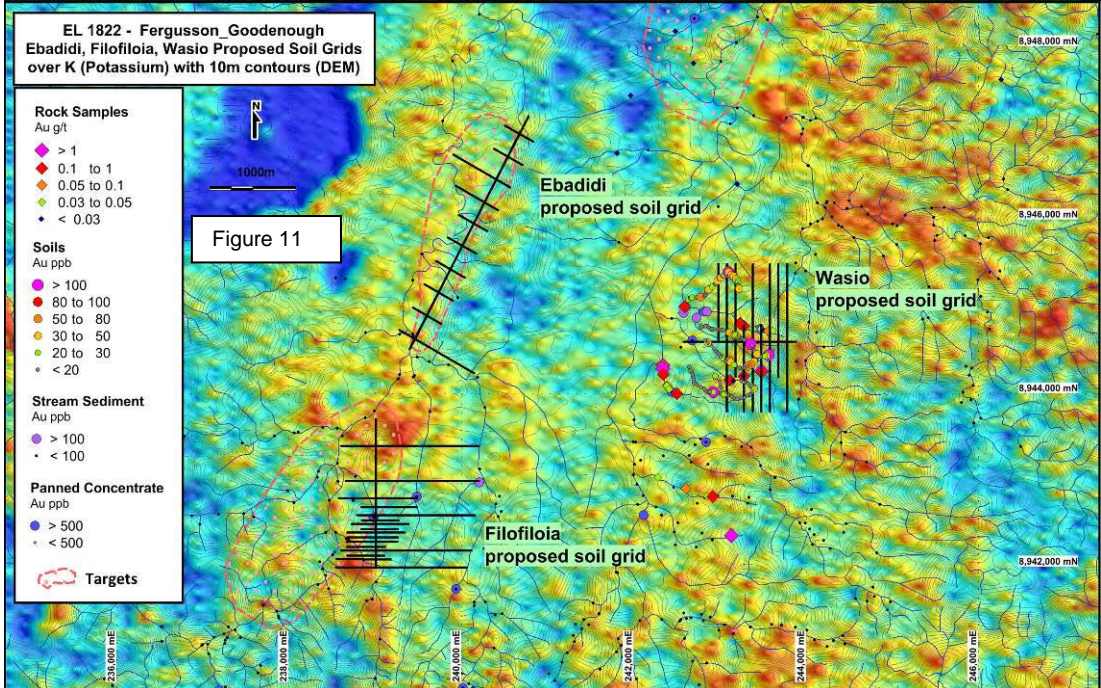 EL 1822 - Fergusson_Goodenough
Ebadidi, Filofiloia, Wasio Proposed Soil Grids
over K (Potassium) with 10m contours (DEM)
Rock Samples
Au g/t
> 1
0.1 to 1
0.05 to 0.1
0.03 to 0.05
< 0.03
Soils
Au ppb
> 100
80 to 100
50 to 80
30 to 50
20 to 30
< 20
Stream Sediment
Au ppb
> 100
< 100
Panned Concentrate
Au ppb
> 500
< 500
Targets
N
1000m
Figure 11
Ebadidi
proposed soil grid
Wasio
proposed soil grid
Filofiloia
proposed soil grid
8,948,000 mN
8,946,000 mN
8,944,000 mN
8,942,000 mN
236,000 mE
238,000 mE
240,000 mE
242,000 mE
244,000 mE
246,000 mE